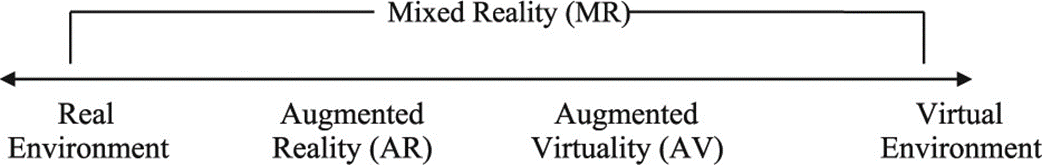 Mixed Reality (MR)
Real
Environment
Augmented
Reality (AR)
Augmented
Virtuality (AV)
Virtual
Environment